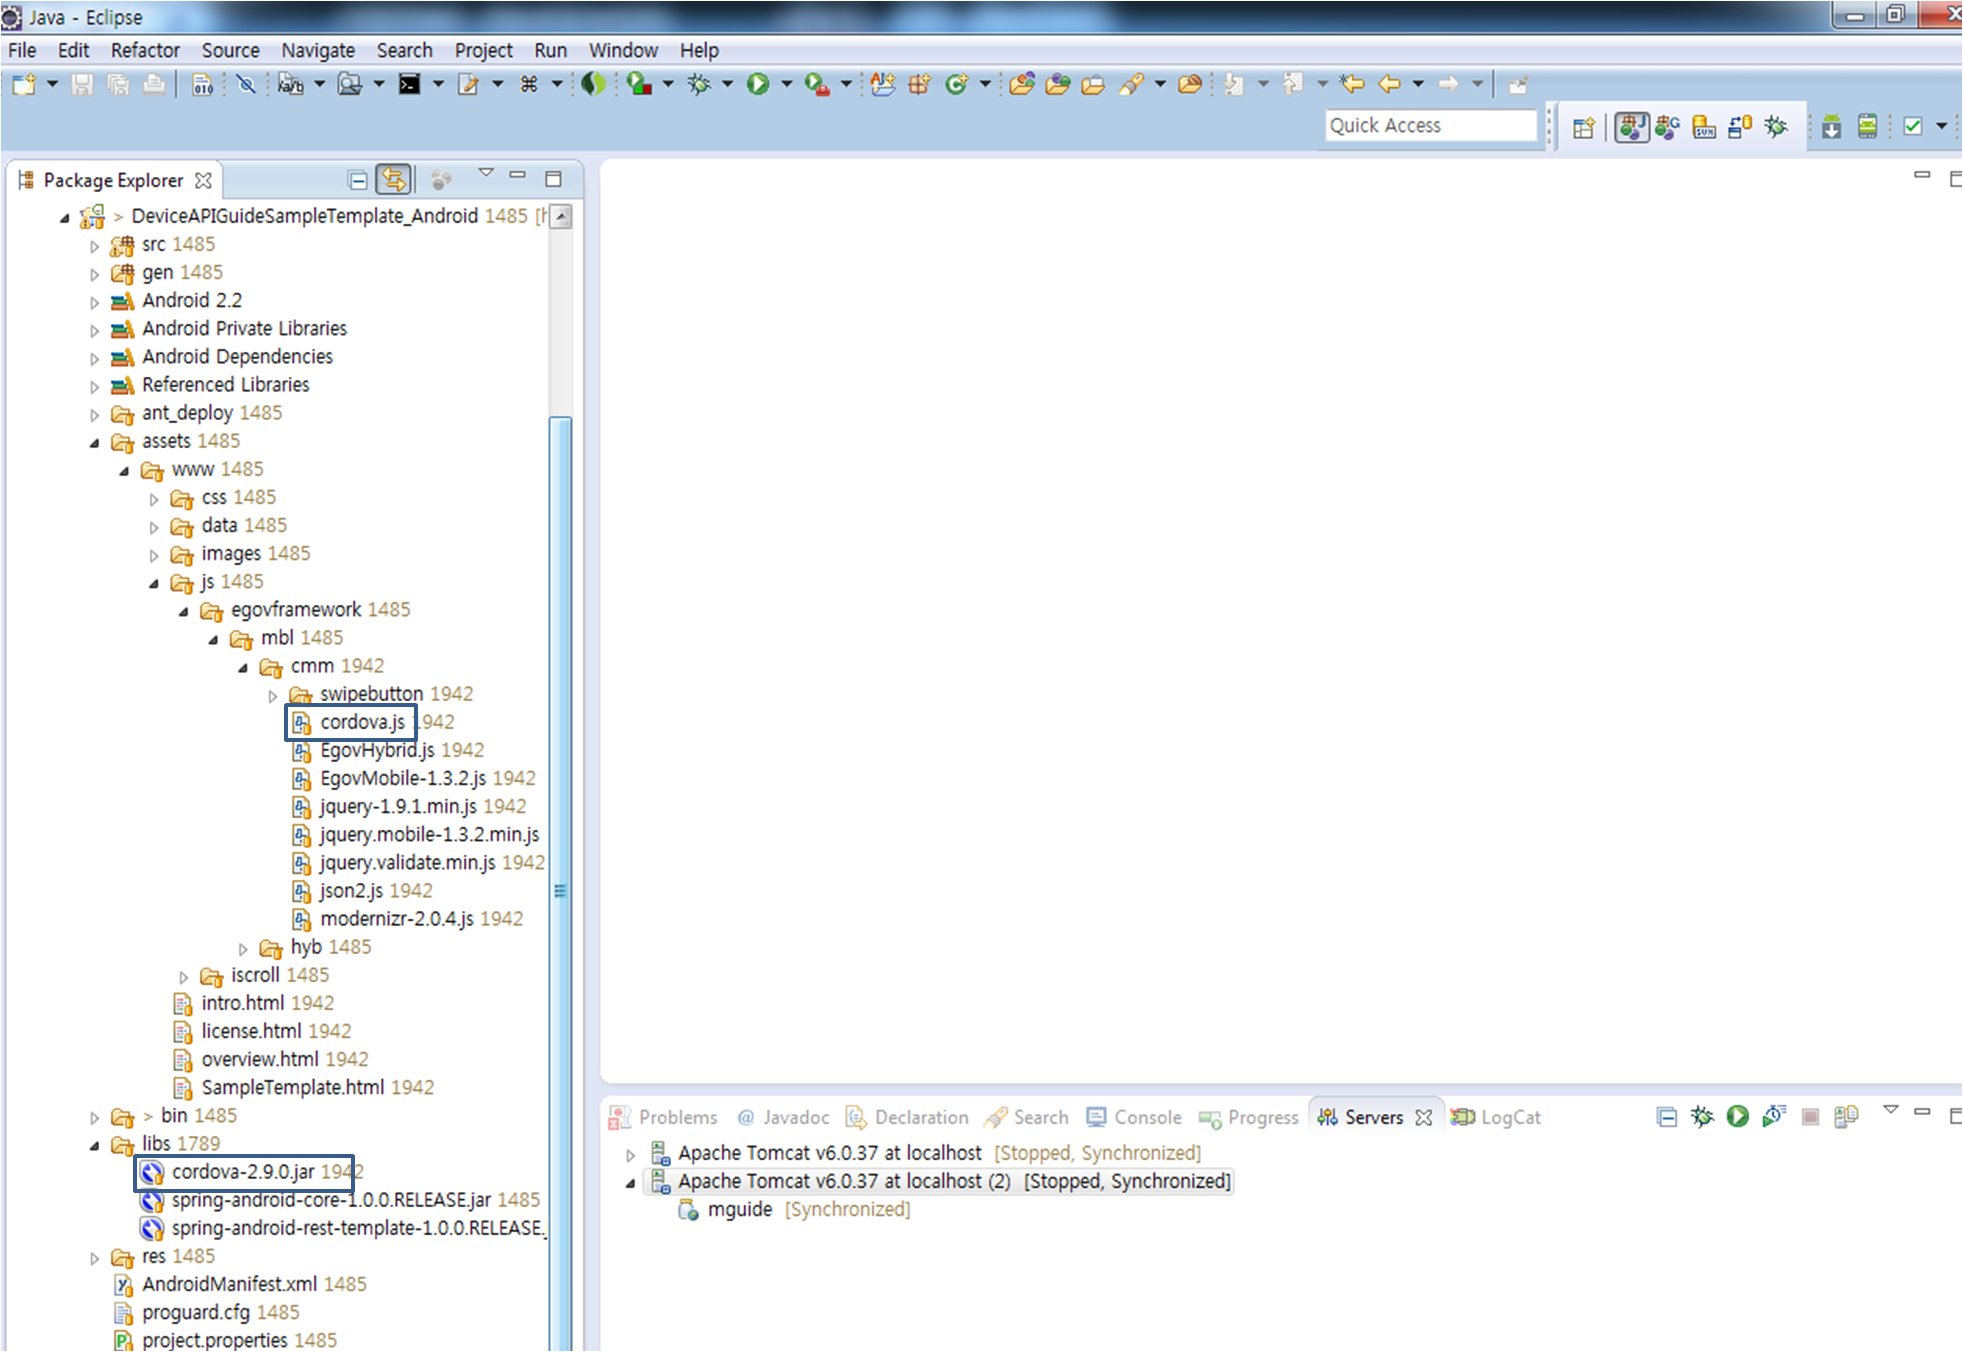 Java - Eclipse
File Edit Refactor Source Navigate Search Project Run Window Help
Quick Access
Package Explorer
> DeviceAPIGuideSampleTemplate_Android 1485 [h
src 1485
gen 1485
Android 2.2
Android Private Libraries
Android Dependencies
Referenced Libraries
ant_deploy 1485
assets 1485
www 1485
css 1485
data 1485
images 1485
js 1485
egovframework 1485
mbl 1485
cmm 1942
swipebutton 1942
cordova.js 1942
EgovHybrid.js 1942
EgovMobile-1.3.2.js 1942
jquery-1.9.1.min.js 1942
jquery.mobile-1.3.2.min.js
jquery.validate.min.js 1942
json2.js 1942
modernizr-2.0.4.js 1942
hyb 1485
iscroll 1485
intro.html 1942
license.html 1942
overview.html 1942
SampleTemplate.html 1942
> bin 1485
libs 1789
cordova-2.9.0.jar 1942
spring-android-core-1.0.0.RELEASE.jar 1485
spring-android-rest-template-1.0.0.RELEASE.
res 1485
AndroidManifest.xml 1485
proguard.cfg 1485
project.properties 1485
Problems @ Javadoc Declaration Search Console Progress Servers LogCat
Apache Tomcat v6.0.37 at localhost [Stopped, Synchronized]
Apache Tomcat v6.0.37 at localhost (2) [Stopped, Synchronized]
mguide [Synchronized]